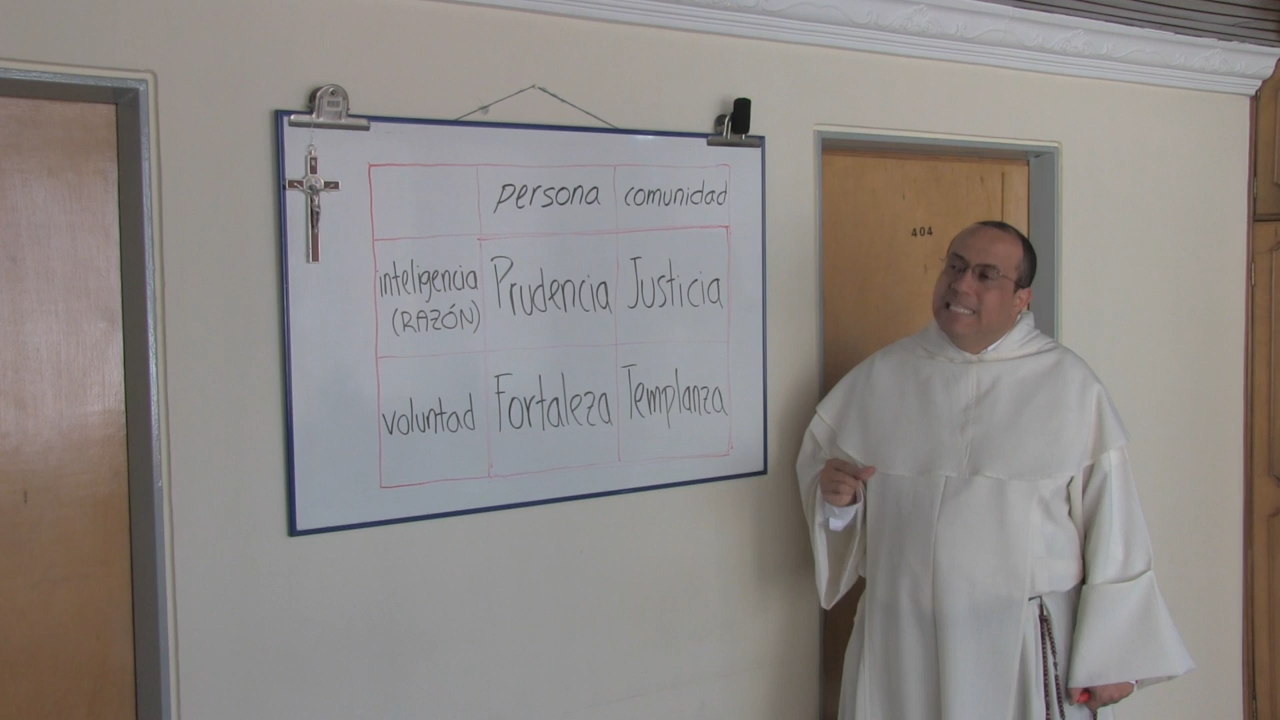 persona comunidad
inteligencia Prudencia Justicia
(RAZÓN)
voluntad Fortaleza Templanza
404